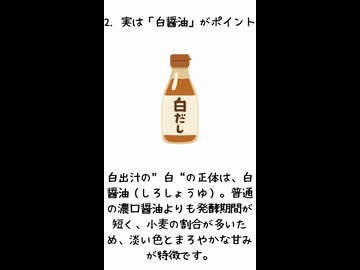 2. 実は「白醤油」がポイント
白だし
白出汁の”白“の正体は、白
醤油（しろしょうゆ）。普通
の濃口醤油よりも発酵期間が
短く、小麦の割合が多いた
め、淡い色とまろやかな甘み
が特徴です。